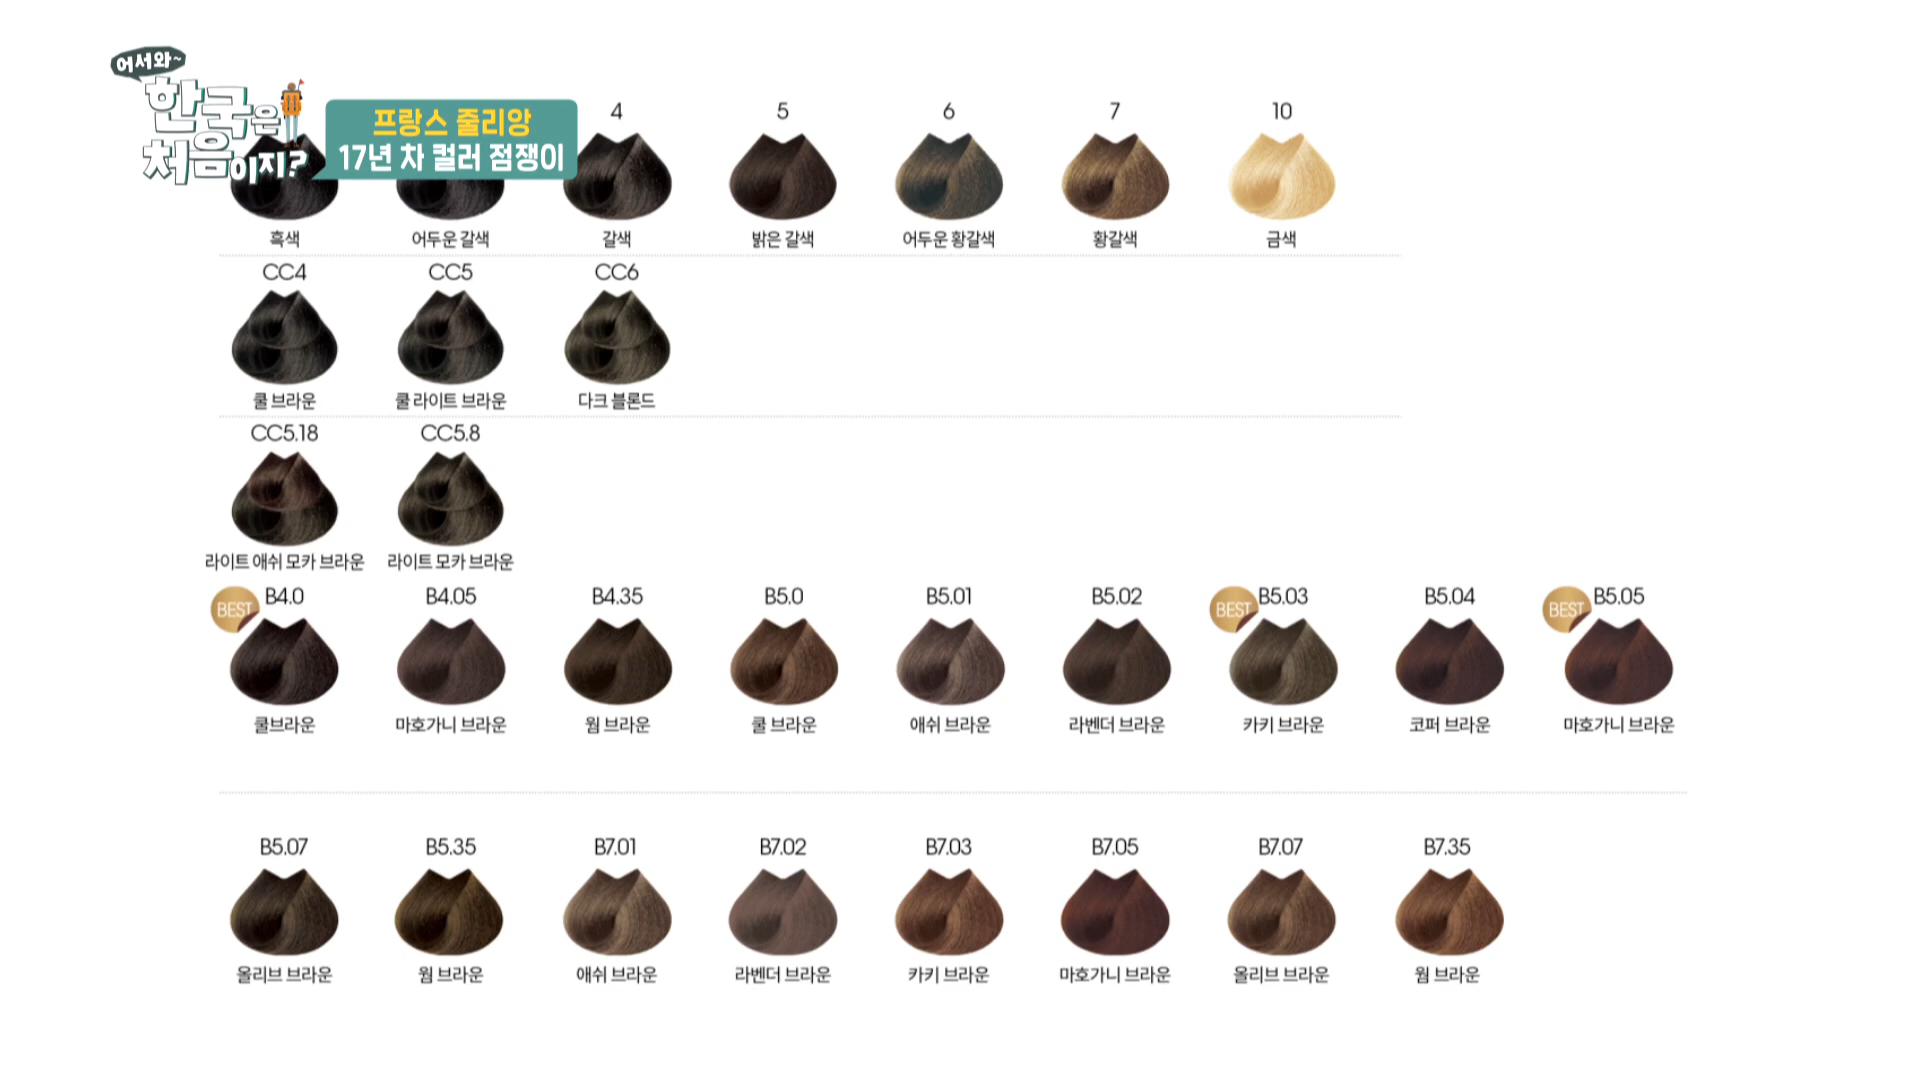 어서와~
한국은
처음이지?
프랑스 줄리앙
17년 차 컬러 점쟁이
4 5 6 7 10
흑색 어두운 갈색 갈색 밝은 갈색 어두운 황갈색 황갈색 금색
CC4 CC5 CC6
쿨 브라운 쿨 라이트 브라운 다크 블론드
CC5.18 CC5.8
라이트 애쉬 모카 브라운 라이트 모카 브라운
BEST B4.0 B4.05 B4.35 B5.0 B5.01 B5.02 BEST B5.03 B5.04 BEST B5.05
쿨브라운 마호가니 브라운 웜 브라운 쿨 브라운 애쉬 브라운 라벤더 브라운 카키 브라운 코퍼 브라운 마호가니 브라운
B5.07 B5.35 B7.01 B7.02 B7.03 B7.05 B7.07 B7.35
올리브 브라운 웜 브라운 애쉬 브라운 라벤더 브라운 카키 브라운 마호가니 브라운 올리브 브라운 웜 브라운